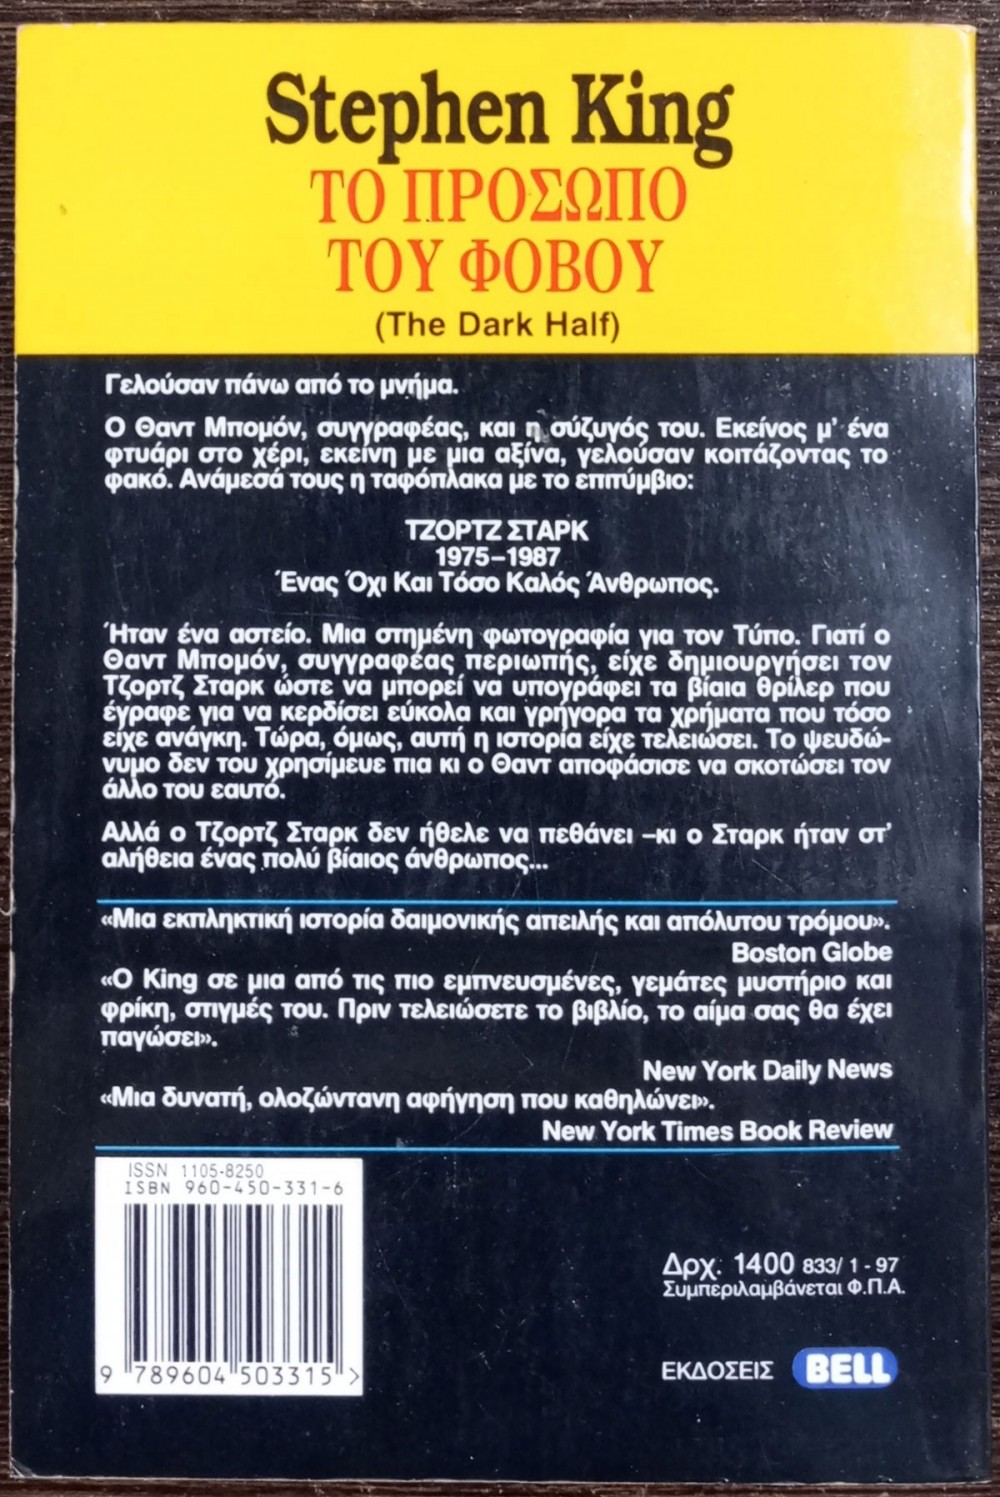 Stephen King
ΤΟ ΠΡΟΣΩΠΟ
ΤΟΥ ΦΟΒΟΥ
(The Dark Half)
Γελούσαν πάνω από το μνήμα.
Ο Θαντ Μπομόν, συγγραφέας, και η σύζυγός του. Εκείνος μ' ένα
φτυάρι στο χέρι, εκείνη με μια αξίνα, γελούσαν κοιτάζοντας το
φακό. Ανάμεσά τους η ταφόπλακα με το επιτύμβιο:
ΤΖΟΡΤΖ ΣΤΑΡΚ
1975–1987
Ένας Όχι Και Τόσο Καλός Άνθρωπος.
Ήταν ένα αστείο. Μια στημένη φωτογραφία για τον Τύπο. Γιατί ο
Θαντ Μπομόν, συγγραφέας περιωπής, είχε δημιουργήσει τον
Τζορτζ Σταρκ ώστε να μπορεί να υπογράφει τα βίαια θρίλερ που
έγραφε για να κερδίσει εύκολα και γρήγορα τα χρήματα που τόσο
είχε ανάγκη. Τώρα, όμως, αυτή η ιστορία είχε τελειώσει. Το ψευδώ-
νυμο δεν του χρησίμευε πια κι ο Θαντ αποφάσισε να σκοτώσει τον
άλλο του εαυτό.
Αλλά ο Τζορτζ Σταρκ δεν ήθελε να πεθάνει –κι ο Σταρκ ήταν στ'
αλήθεια ένας πολύ βίαιος άνθρωπος...
«Μια εκπληκτική ιστορία δαιμονικής απειλής και απόλυτου τρόμου».
Boston Globe
«Ο King σε μια από τις πιο εμπνευσμένες, γεμάτες μυστήριο και
φρίκη, στιγμές του. Πριν τελειώσετε το βιβλίο, το αίμα σας θα έχει
παγώσει».
New York Daily News
«Μια δυνατή, ολοζώντανη αφήγηση που καθηλώνει».
New York Times Book Review
ISSN 1105-8250
ISBN 960-450-331-6
9 789604 503315 >
Δρχ. 1400 833/ 1 - 97
Συμπεριλαμβάνεται Φ.Π.Α.
ΕΚΔΟΣΕΙΣ BELL